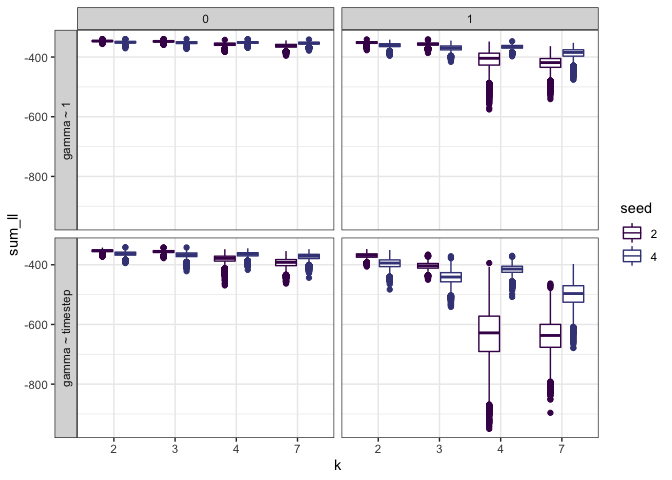 0 1
-400
-600
-800
gamma ~ 1
-400
-600
-800
gamma ~ timestep
sum_ll
2 3 4 7 2 3 4 7
k
seed
2
4